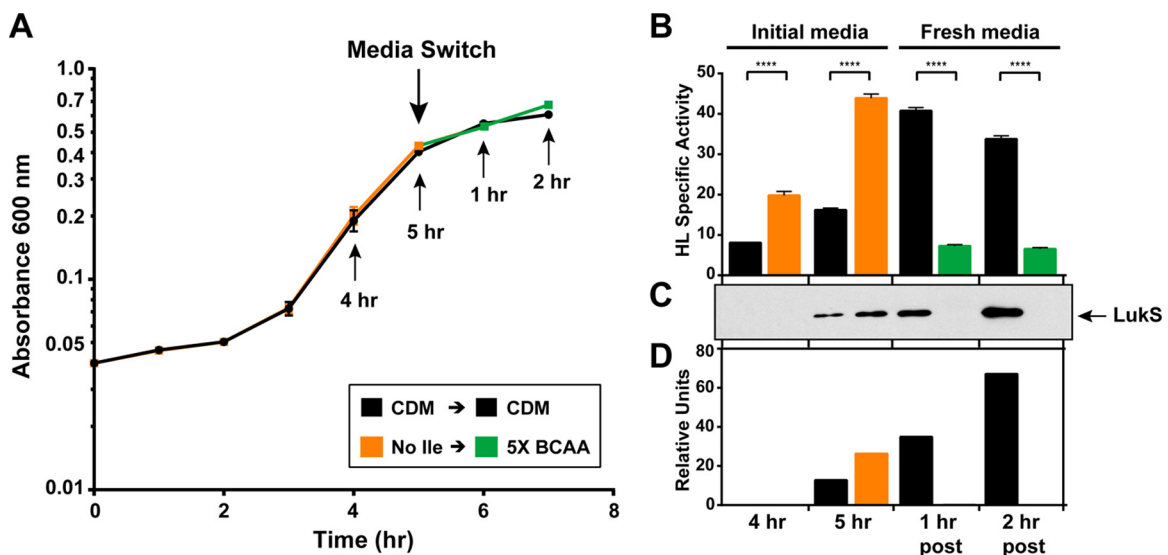 A
Media Switch
Absorbance 600 nm
1.0
0.7
0.5
0.4
0.3
0.2
0.1
0.05
0.01
4 hr
5 hr
1 hr
2 hr
CDM → CDM
No Ile → 5X BCAA
0 2 4 6 8
Time (hr)
B
Initial media Fresh media
**** **** **** ****
HL Specific Activity
50
40
30
20
10
0
C
← LukS
D
Relative Units
80
60
40
20
0
4 hr 5 hr 1 hr 2 hr
post post